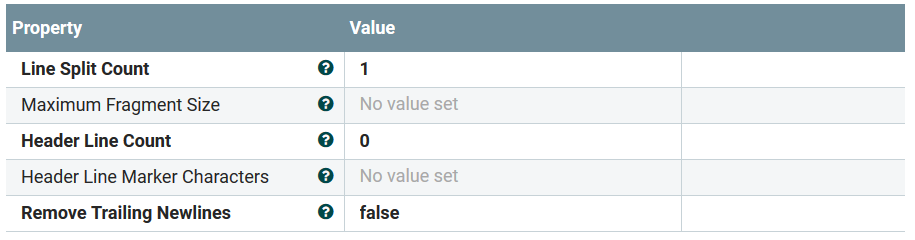 Property Value
Line Split Count ? 1
Maximum Fragment Size ? No value set
Header Line Count ? 0
Header Line Marker Characters ? No value set
Remove Trailing Newlines ? false